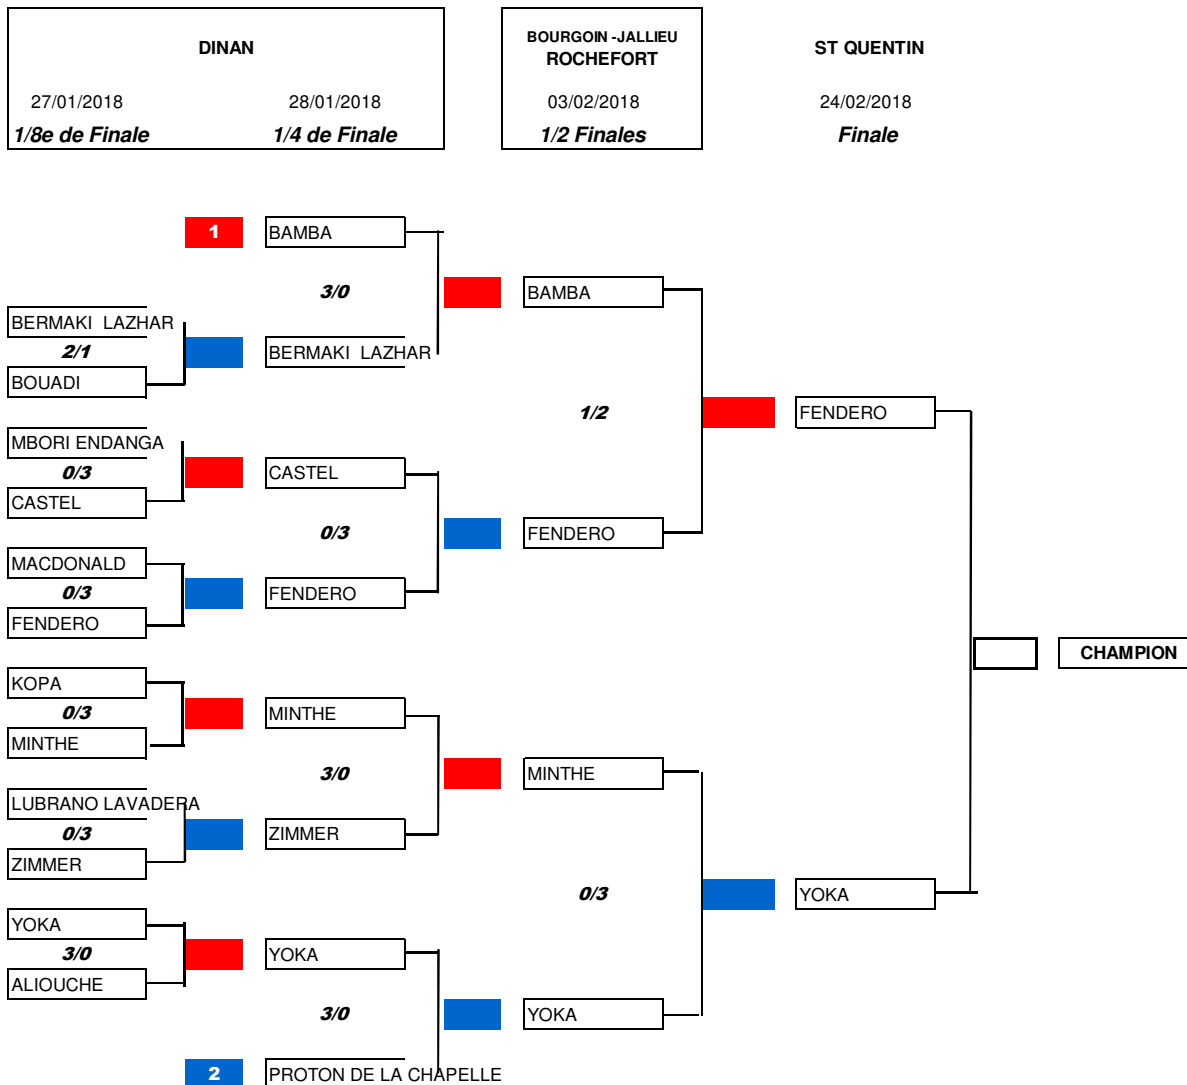 DINAN
BOURGOIN -JALLIEU
ROCHEFORT
ST QUENTIN
27/01/2018
28/01/2018
03/02/2018
24/02/2018
1/8e de Finale
1/4 de Finale
1/2 Finales
Finale
1
BAMBA
3/0
BAMBA
BERMAKI LAZHAR
2/1
BERMAKI LAZHAR
BOUADI
1/2
FENDERO
MBORI ENDANGA
0/3
CASTEL
CASTEL
0/3
FENDERO
MACDONALD
0/3
FENDERO
FENDERO
CHAMPION
KOPA
0/3
MINTHE
MINTHE
3/0
MINTHE
LUBRANO LAVADERA
0/3
ZIMMER
ZIMMER
0/3
YOKA
YOKA
3/0
YOKA
ALIOUCHE
3/0
YOKA
2
PROTON DE LA CHAPELLE